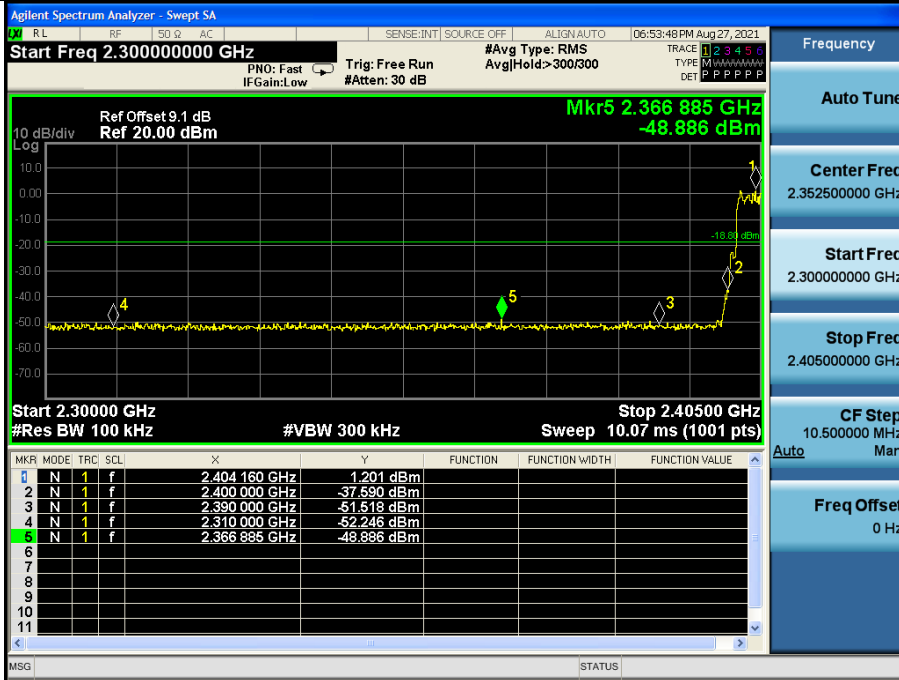 Agilent Spectrum Analyzer - Swept SA
LXI RL RF 50 Ω AC SENSE:INT SOURCE OFF ALIGN AUTO 06:53:48 PM Aug 27, 2021
Start Freq 2.300000000 GHz
PNO: Fast
IFGain:Low
Trig: Free Run
#Atten: 30 dB
#Avg Type: RMS
Avg|Hold:>300/300
TRACE 1 2 3 4 5 6
TYPE M
DET P P P P P P
Ref Offset 9.1 dB
Ref 20.00 dBm
10 dB/div
Log
Mkr5 2.366 885 GHz
-48.886 dBm
10.0
0.00
-10.0
-20.0
-30.0
-40.0
-50.0
-60.0
-70.0
-18.80 dBm
1
2
3
4
5
Start 2.30000 GHz Stop 2.40500 GHz
#Res BW 100 kHz #VBW 300 kHz Sweep 10.07 ms (1001 pts)
MKR MODE TRC SCL X Y FUNCTION FUNCTION WIDTH FUNCTION VALUE
1 N 1 f 2.404 160 GHz 1.201 dBm
2 N 1 f 2.400 000 GHz -37.590 dBm
3 N 1 f 2.390 000 GHz -51.518 dBm
4 N 1 f 2.310 000 GHz -52.246 dBm
5 N 1 f 2.366 885 GHz -48.886 dBm
6
7
8
9
10
11
MSG STATUS
Frequency
Auto Tune
Center Freq
2.352500000 GHz
Start Freq
2.300000000 GHz
Stop Freq
2.405000000 GHz
CF Step
10.500000 MHz
Auto Man
Freq Offset
0 Hz